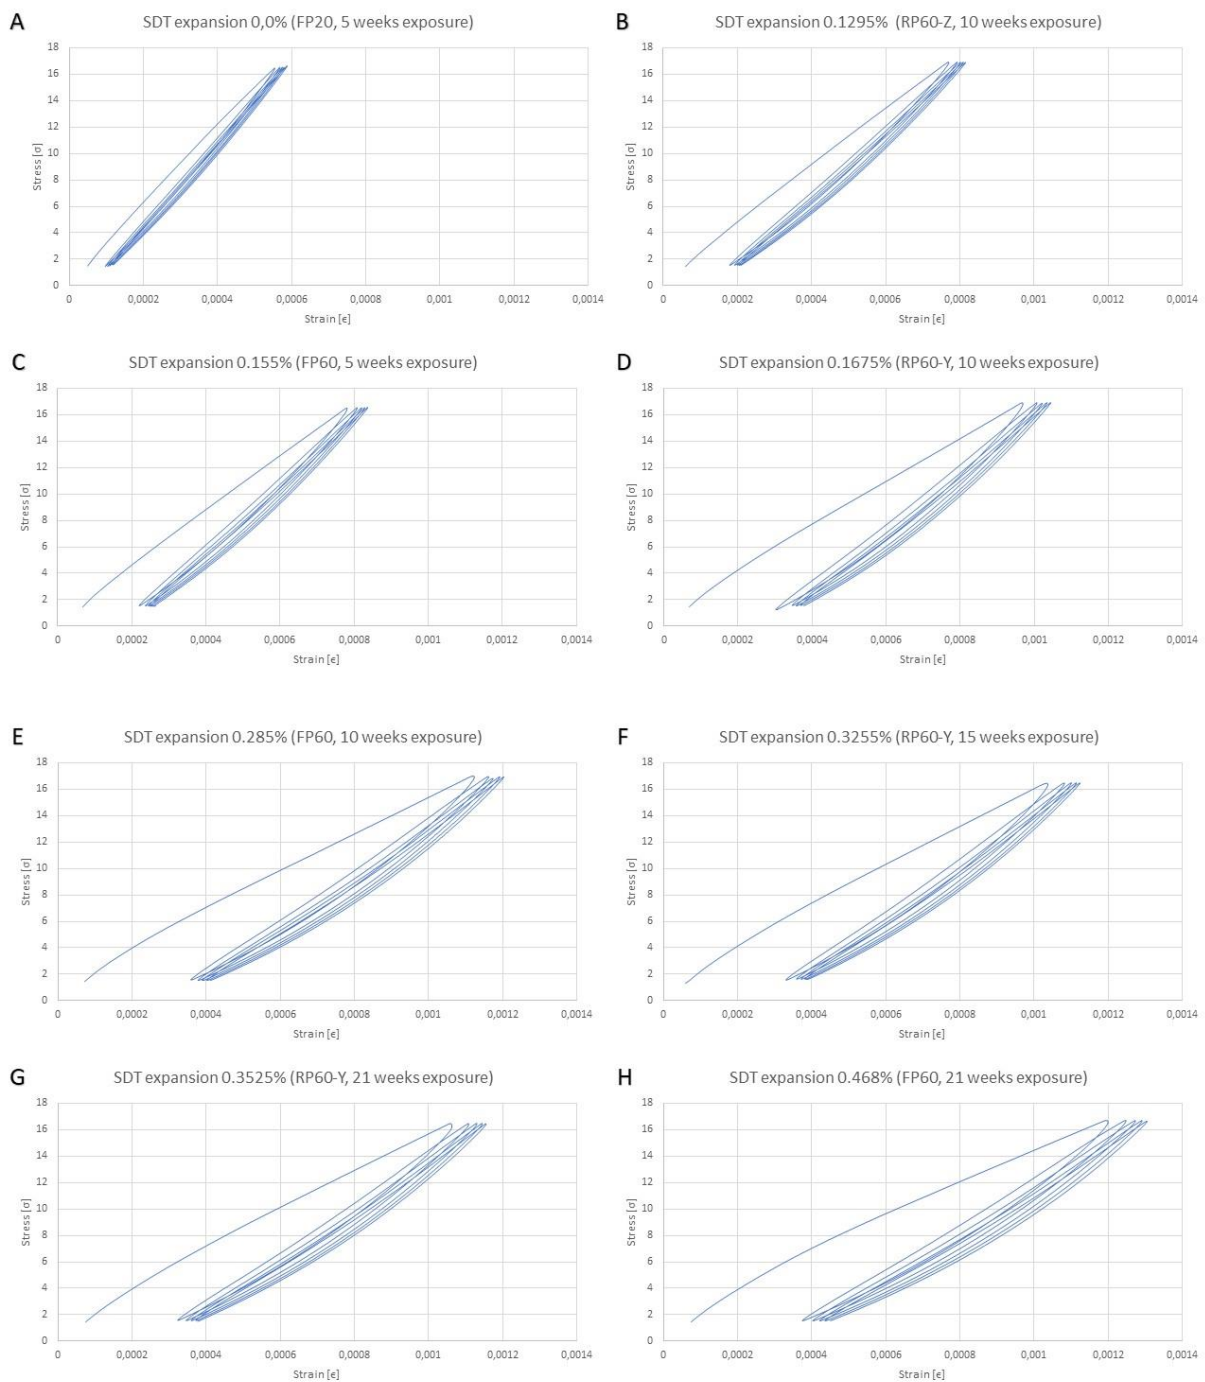 A
SDT expansion 0,0% (FP20, 5 weeks exposure)
18
16
14
12
10
8
6
4
2
0
Stress [σ]
0 0,0002 0,0004 0,0006 0,0008 0,001 0,0012 0,0014
Strain [ϵ]
B
SDT expansion 0.1295% (RP60-Z, 10 weeks exposure)
18
16
14
12
10
8
6
4
2
0
Stress [σ]
0 0,0002 0,0004 0,0006 0,0008 0,001 0,0012 0,0014
Strain [ϵ]
C
SDT expansion 0.155% (FP60, 5 weeks exposure)
18
16
14
12
10
8
6
4
2
0
Stress [σ]
0 0,0002 0,0004 0,0006 0,0008 0,001 0,0012 0,0014
Strain [ϵ]
D
SDT expansion 0.1675% (RP60-Y, 10 weeks exposure)
18
16
14
12
10
8
6
4
2
0
Stress [σ]
0 0,0002 0,0004 0,0006 0,0008 0,001 0,0012 0,0014
Strain [ϵ]
E
SDT expansion 0.285% (FP60, 10 weeks exposure)
18
16
14
12
10
8
6
4
2
0
Stress [σ]
0 0,0002 0,0004 0,0006 0,0008 0,001 0,0012 0,0014
Strain [ϵ]
F
SDT expansion 0.3255% (RP60-Y, 15 weeks exposure)
18
16
14
12
10
8
6
4
2
0
Stress [σ]
0 0,0002 0,0004 0,0006 0,0008 0,001 0,0012 0,0014
Strain [ϵ]
G
SDT expansion 0.3525% (RP60-Y, 21 weeks exposure)
18
16
14
12
10
8
6
4
2
0
Stress [σ]
0 0,0002 0,0004 0,0006 0,0008 0,001 0,0012 0,0014
Strain [ϵ]
H
SDT expansion 0.468% (FP60, 21 weeks exposure)
18
16
14
12
10
8
6
4
2
0
Stress [σ]
0 0,0002 0,0004 0,0006 0,0008 0,001 0,0012 0,0014
Strain [ϵ]